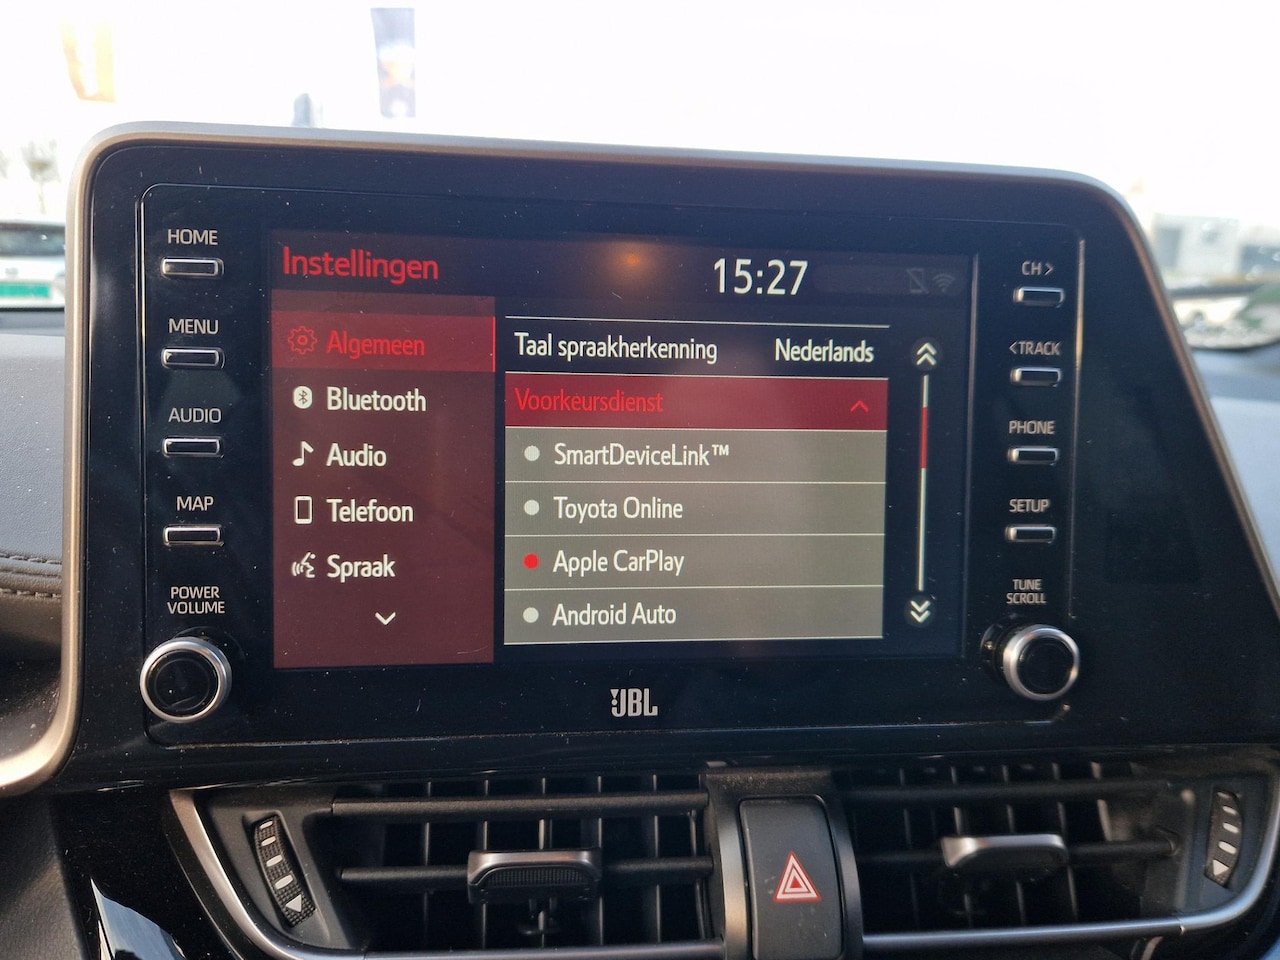 HOME
MENU
AUDIO
MAP
POWER
VOLUME
Instellingen
15:27
Algemeen
Bluetooth
Audio
Telefoon
Spraak
Taal spraakherkenning Nederlands
Voorkeursdienst
SmartDeviceLink™
Toyota Online
Apple CarPlay
Android Auto
CH >
<TRACK
PHONE
SETUP
TUNE
SCROLL
JBL